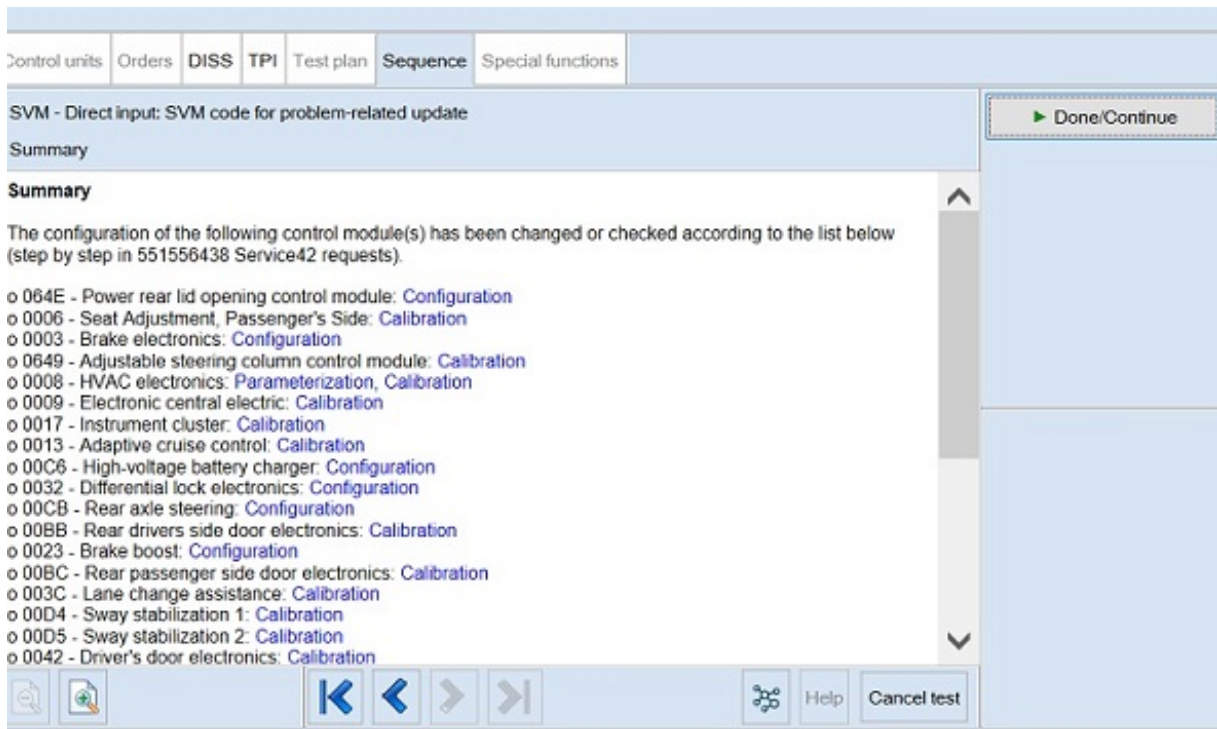 Control units Orders DISS TPI Test plan Sequence Special functions
SVM - Direct input: SVM code for problem-related update
Done/Continue
Summary
Summary
The configuration of the following control module(s) has been changed or checked according to the list below
(step by step in 551556438 Service42 requests).
o 064E - Power rear lid opening control module: Configuration
o 0006 - Seat Adjustment, Passenger's Side: Calibration
o 0003 - Brake electronics: Configuration
o 0649 - Adjustable steering column control module: Calibration
o 0008 - HVAC electronics: Parameterization, Calibration
o 0009 - Electronic central electric: Calibration
o 0017 - Instrument cluster: Calibration
o 0013 - Adaptive cruise control: Calibration
o 00C6 - High-voltage battery charger: Configuration
o 0032 - Differential lock electronics: Configuration
o 00CB - Rear axle steering: Configuration
o 00BB - Rear drivers side door electronics: Calibration
o 0023 - Brake boost: Configuration
o 00BC - Rear passenger side door electronics: Calibration
o 003C - Lane change assistance: Calibration
o 00D4 - Sway stabilization 1: Calibration
o 00D5 - Sway stabilization 2: Calibration
o 0042 - Driver's door electronics: Calibration
Help Cancel test